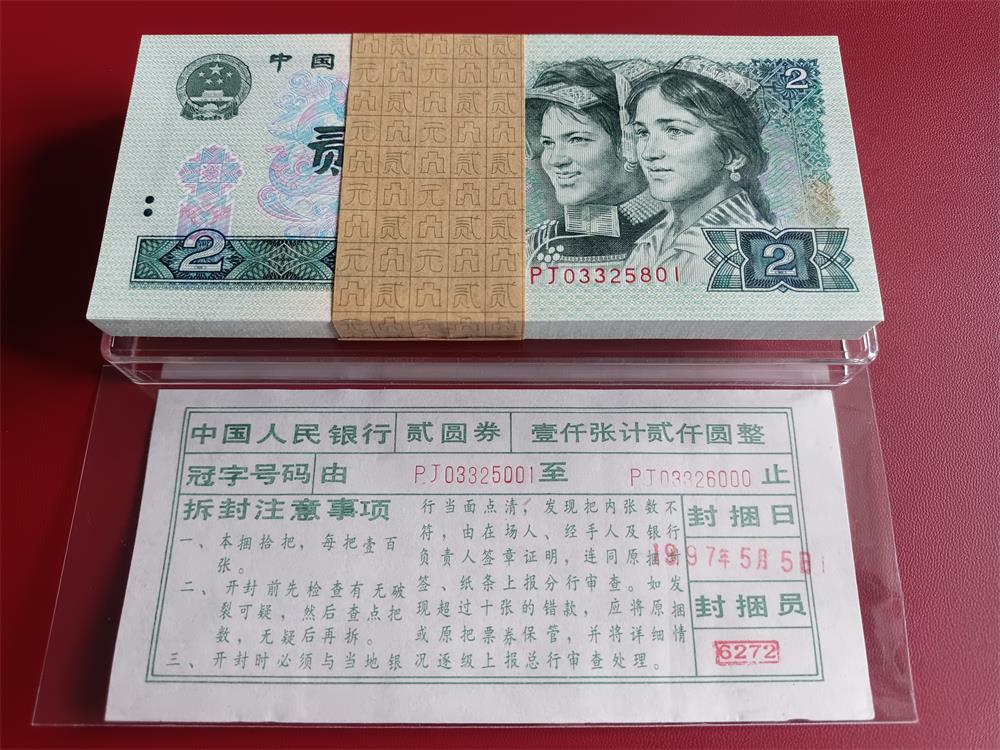 中国
贰
2
2
2
PJ03325801
中国人民银行 贰圆券 壹仟张计贰仟圆整
冠字号码 由 PJ03325001 至 PJ03326000 止
拆封注意事项
一、本捆拾把，每把壹百
张。
二、开封前先检查有无破
裂可疑，然后查点把
数，无疑后再拆。
三、开封时必须与当地银
行当面点清，发现把内张数不
符，由在场人、经手人及银行
负责人签章证明，连同原捆封
签、纸条上报分行审查。如发
现超过十张的错款，应将原捆
或原把票券保管，并将详细情
况逐级上报总行审查处理。
封捆日
1997年5月5日
封捆员
6272